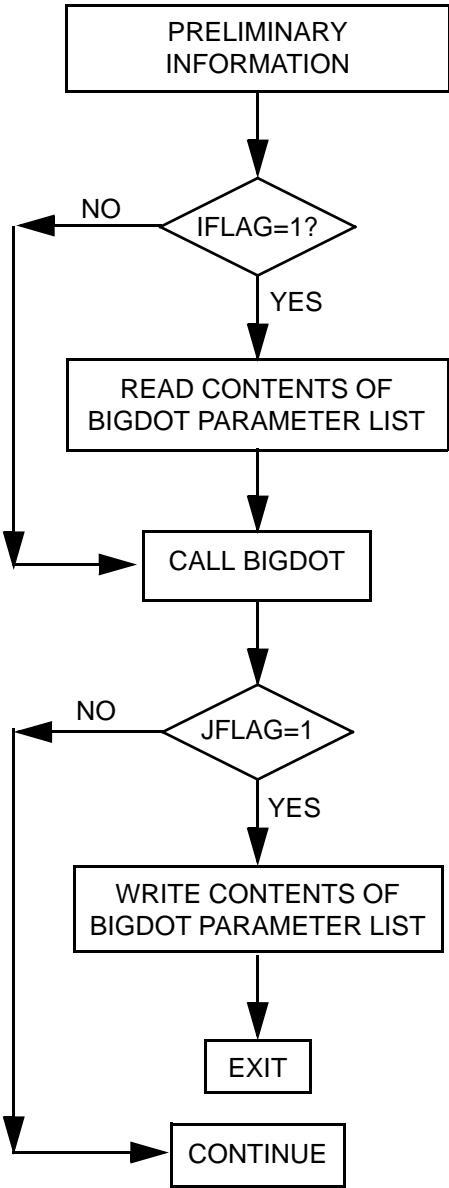 PRELIMINARY
INFORMATION
NO
IFLAG=1?
YES
READ CONTENTS OF
BIGDOT PARAMETER LIST
CALL BIGDOT
NO
JFLAG=1
YES
WRITE CONTENTS OF
BIGDOT PARAMETER LIST
EXIT
CONTINUE